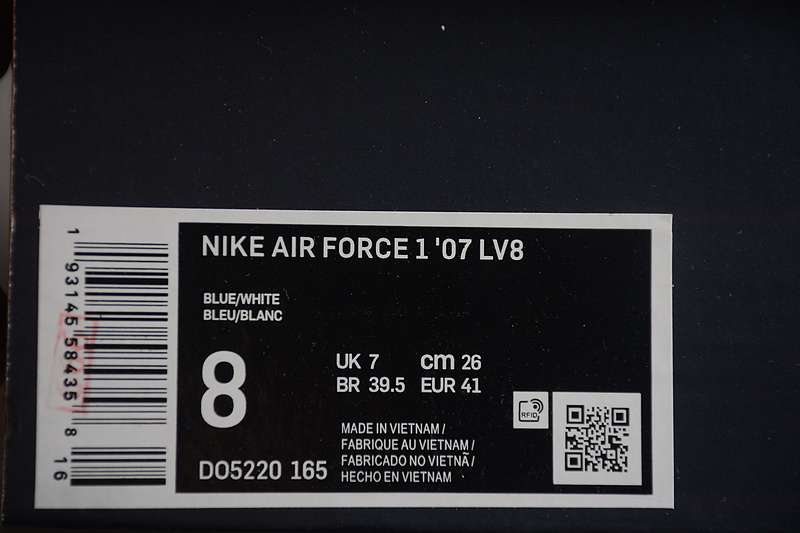 NIKE AIR FORCE 1 '07 LV8
BLUE/WHITE
BLEU/BLANC
8
UK 7 cm 26
BR 39.5 EUR 41
MADE IN VIETNAM /
FABRIQUE AU VIETNAM /
FABRICADO NO VIETNÃ /
HECHO EN VIETNAM
DO5220 165
RFID
1 93145 58435 8
16